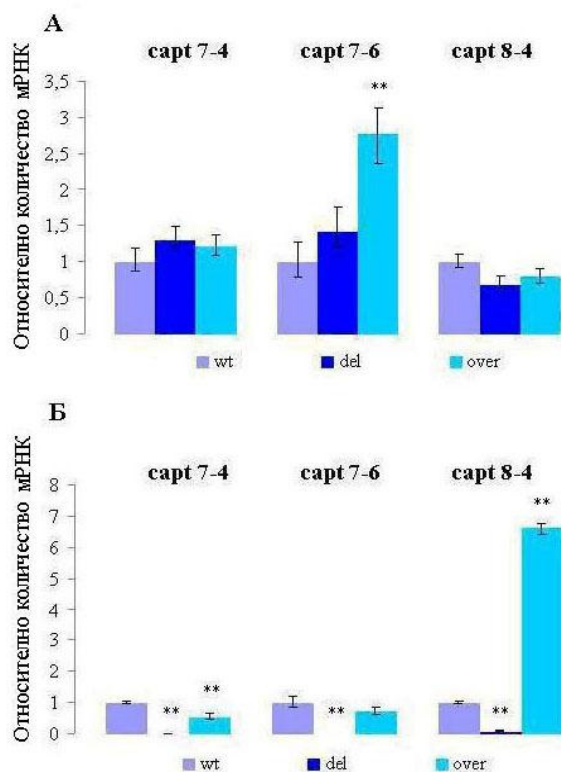 А
capt 7-4 capt 7-6 capt 8-4
Относително количество мРНК
3,5
**
3
2,5
2
1,5
1
0,5
0
wt del over
Б
capt 7-4 capt 7-6 capt 8-4
Относително количество мРНК
8
**
7
6
5
4
3
2
** ** ** **
1
0
wt del over